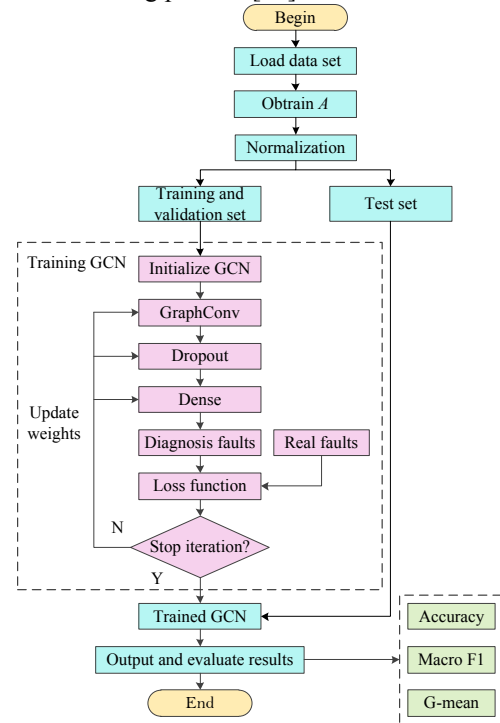 Begin
Load data set
Obtrain A
Normalization
Training and
validation set
Test set
Training GCN
Initialize GCN
GraphConv
Dropout
Dense
Update
weights
Diagnosis faults
Real faults
Loss function
N
Stop iteration?
Y
Trained GCN
Accuracy
Output and evaluate results
Macro F1
End
G-mean